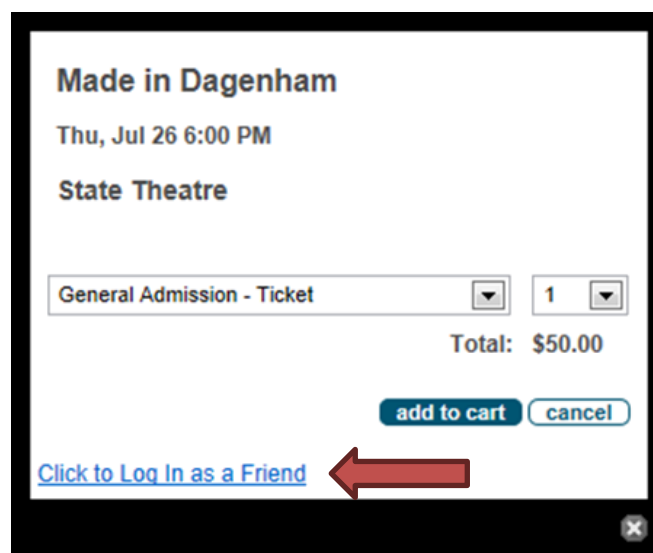 Made in Dagenham
Thu, Jul 26 6:00 PM
State Theatre
General Admission - Ticket 1
Total: $50.00
add to cart cancel
Click to Log In as a Friend